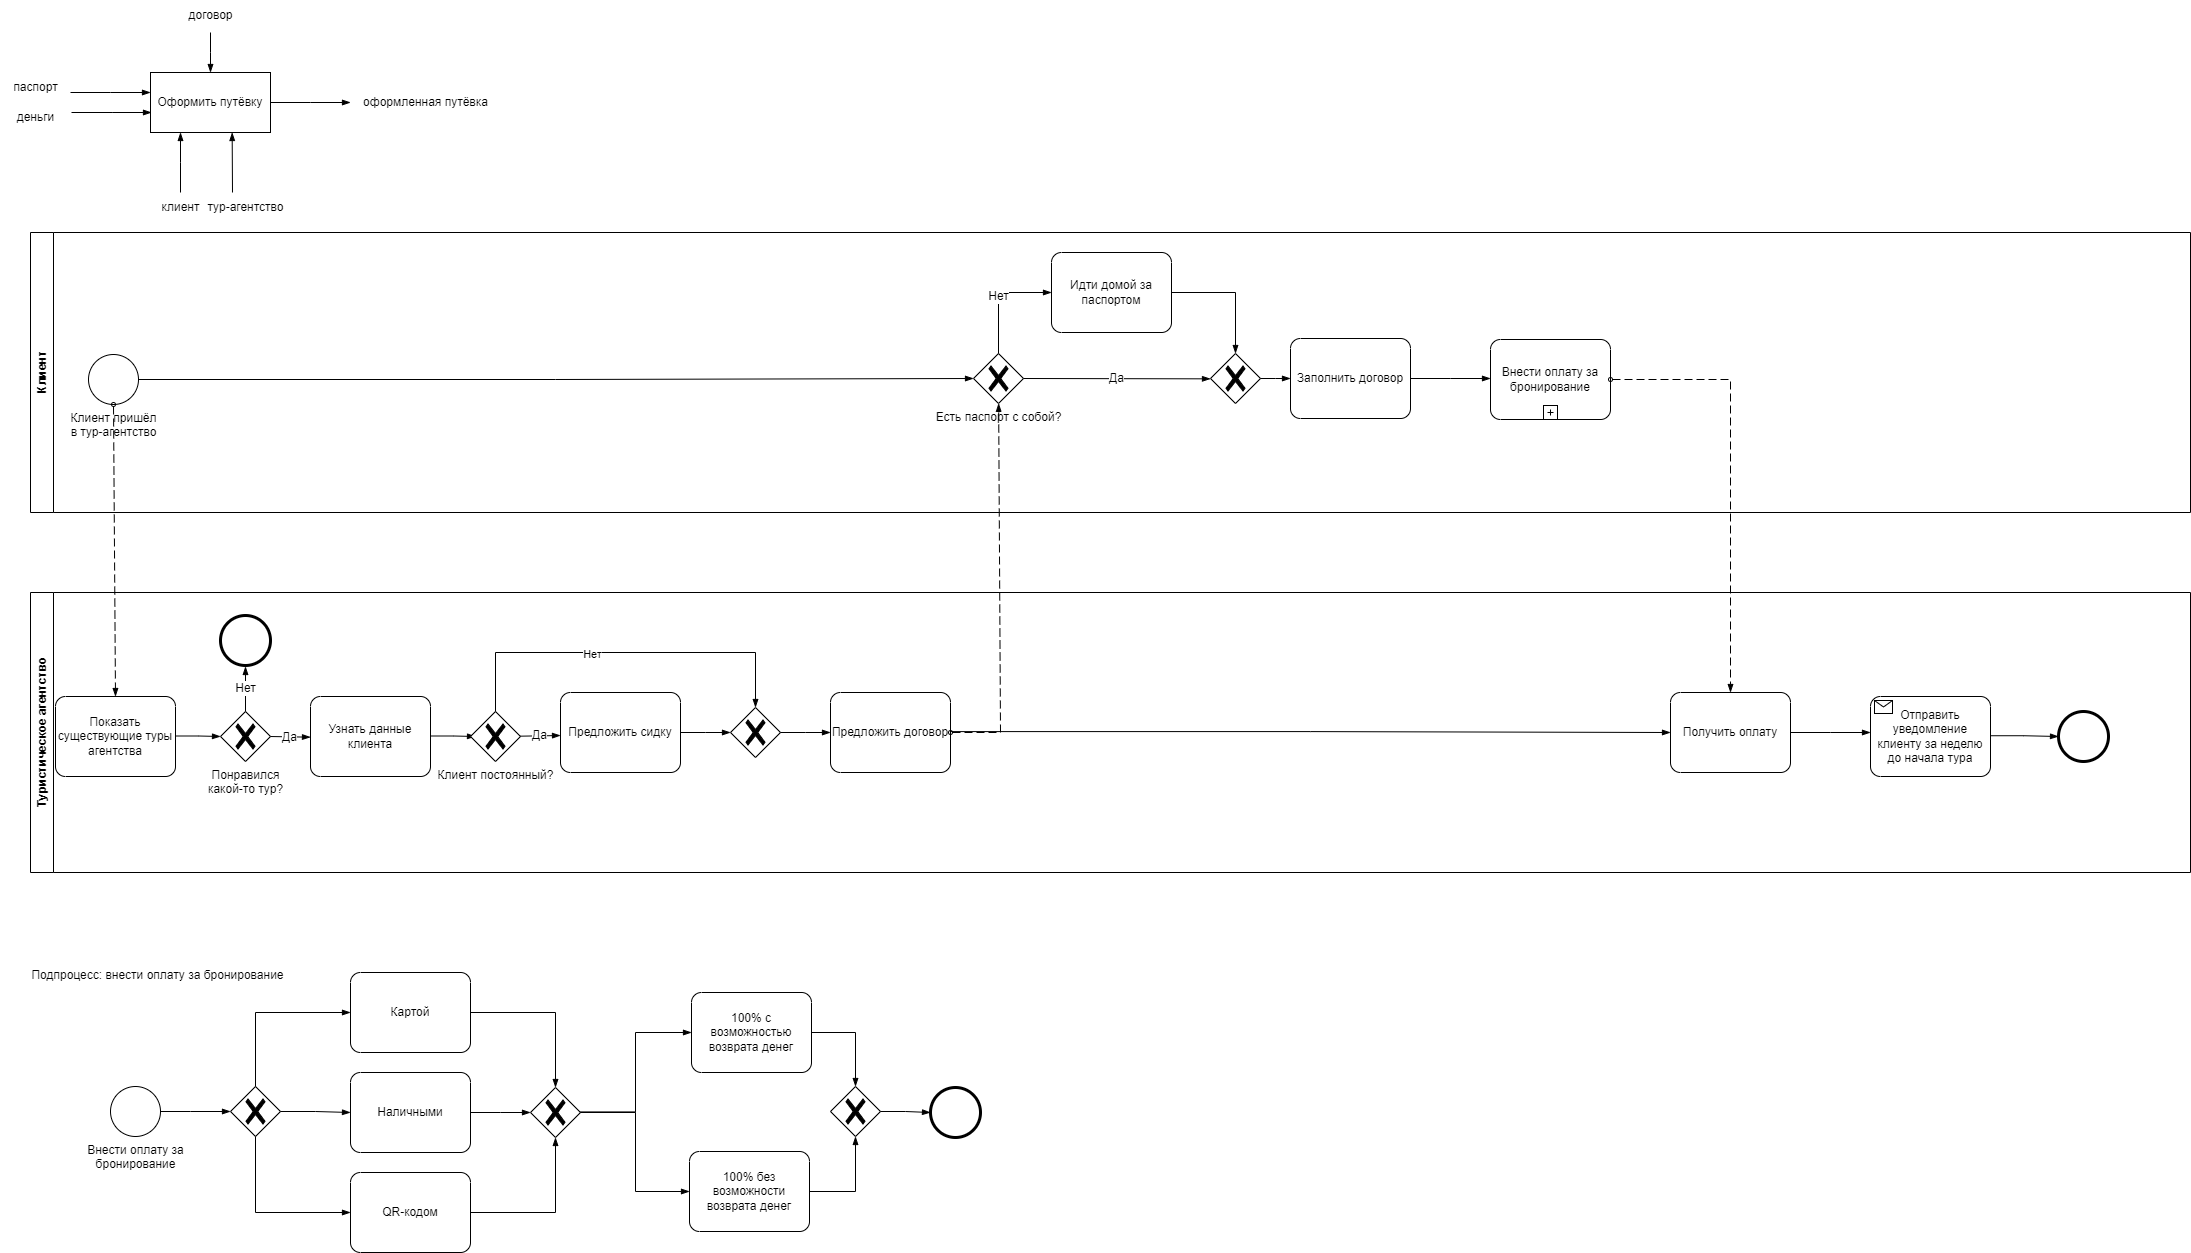 договор
паспорт
деньги
Оформить путёвку
оформленная путёвка
клиент
тур-агентство
Клиент
Клиент пришёл
в тур-агентство
Нет
Идти домой за
паспортом
Есть паспорт с собой?
Да
Заполнить договор
Внести оплату за
бронирование
Туристическое агентство
Показать
существующие туры
агентства
Нет
Да
Понравился
какой-то тур?
Узнать данные
клиента
Нет
Да
Клиент постоянный?
Предложить сидку
Предложить договор
Получить оплату
Отправить
уведомление
клиенту за неделю
до начала тура
Подпроцесс: внести оплату за бронирование
Внести оплату за
бронирование
Картой
Наличными
QR-кодом
100% с
возможностью
возврата денег
100% без
возможности
возврата денег